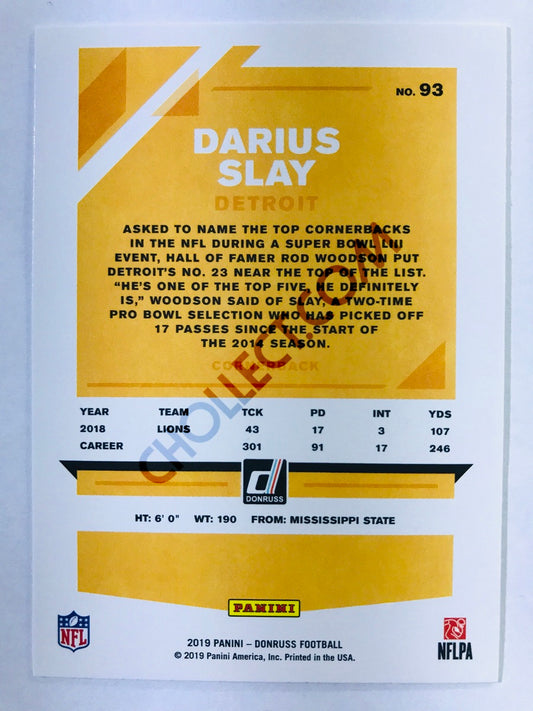 NO. 93
DARIUS
SLAY
DETROIT
ASKED TO NAME THE TOP CORNERBACKS
IN THE NFL DURING A SUPER BOWL LIII
EVENT, HALL OF FAMER ROD WOODSON PUT
DETROIT'S NO. 23 NEAR THE TOP OF THE LIST.
“HE'S ONE OF THE TOP FIVE. HE DEFINITELY
IS,” WOODSON SAID OF SLAY, A TWO-TIME
PRO BOWL SELECTION WHO HAS PICKED OFF
17 PASSES SINCE THE START OF
THE 2014 SEASON.
CORNERBACK
CHOLLECT.COM
YEAR TEAM TCK PD INT YDS
2018 LIONS 43 17 3 107
CAREER 301 91 17 246
d
DONRUSS
HT: 6' 0" WT: 190 FROM: MISSISSIPPI STATE
PANINI
NFL
2019 PANINI – DONRUSS FOOTBALL
© 2019 Panini America, Inc. Printed in the USA.
NFLPA